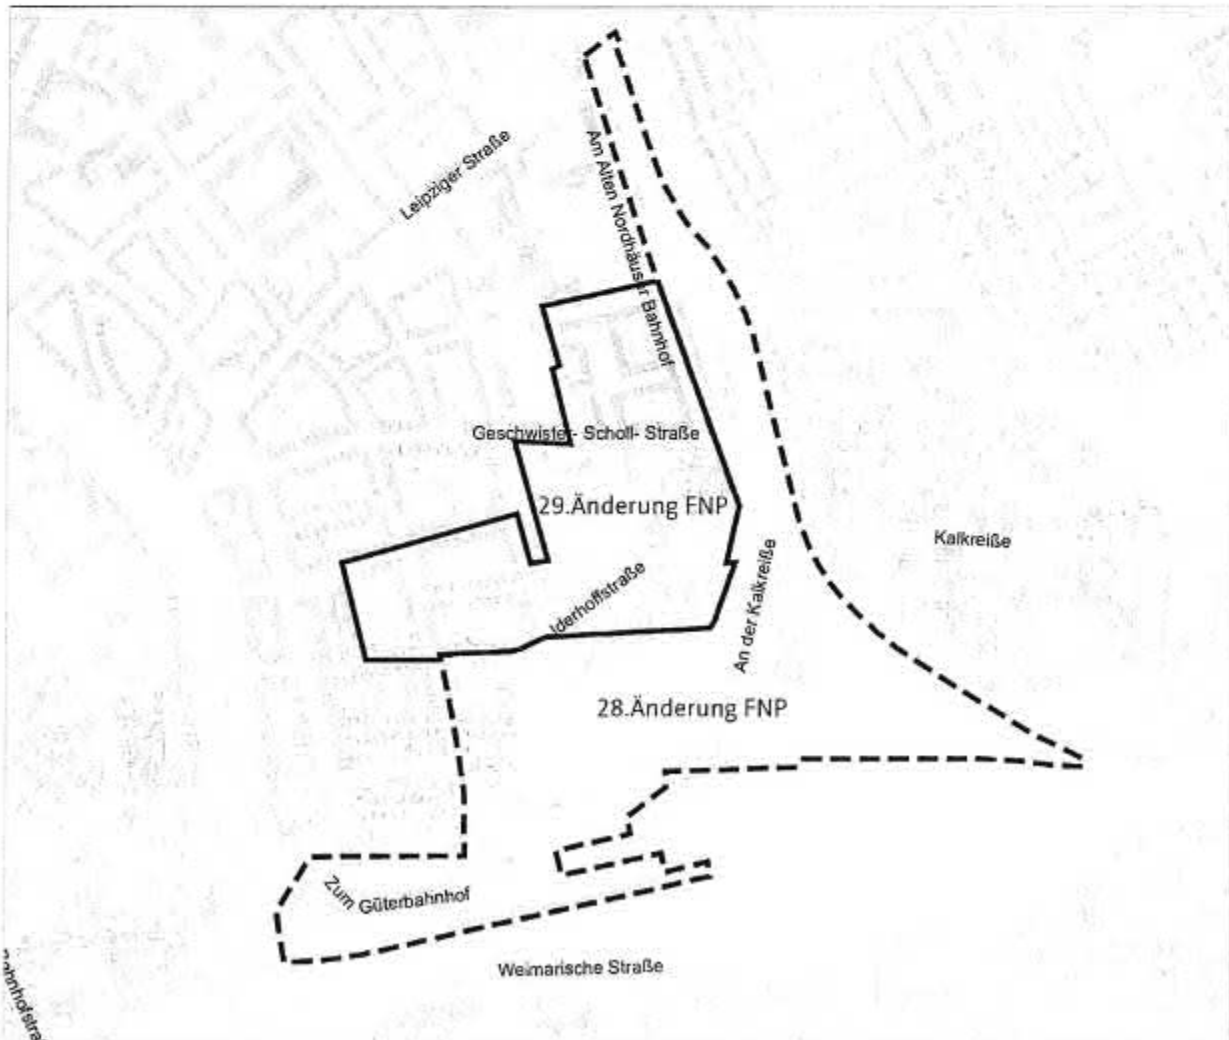 Leipziger Straße
Am Alten Nordhäuser Bahnhof
Geschwister- Scholl- Straße
29.Änderung FNP
Kalkreiße
An der Kalkreiße
lderhoffstraße
28.Änderung FNP
Zum Güterbahnhof
Weimarische Straße